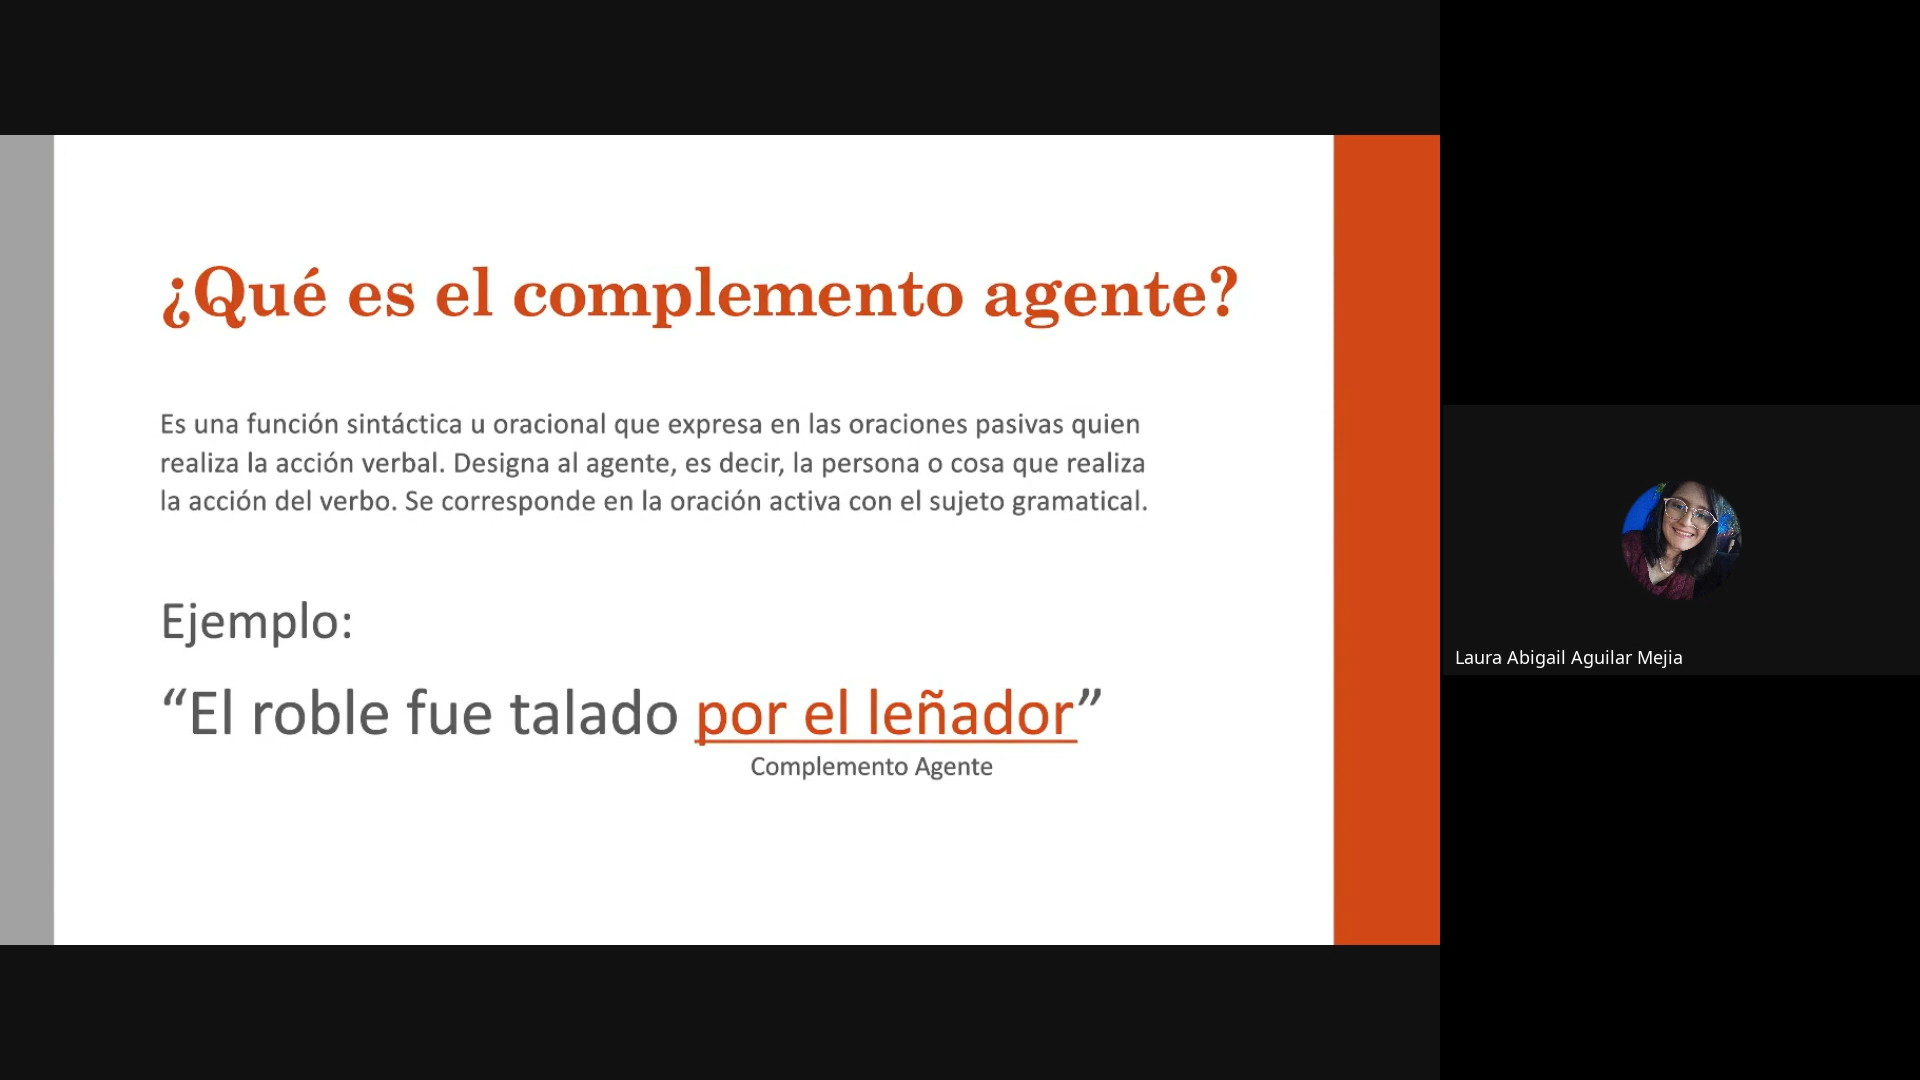 ¿Qué es el complemento agente?
Es una función sintáctica u oracional que expresa en las oraciones pasivas quien
realiza la acción verbal. Designa al agente, es decir, la persona o cosa que realiza
la acción del verbo. Se corresponde en la oración activa con el sujeto gramatical.
Ejemplo:
“El roble fue talado por el leñador”
Complemento Agente
Laura Abigail Aguilar Mejia